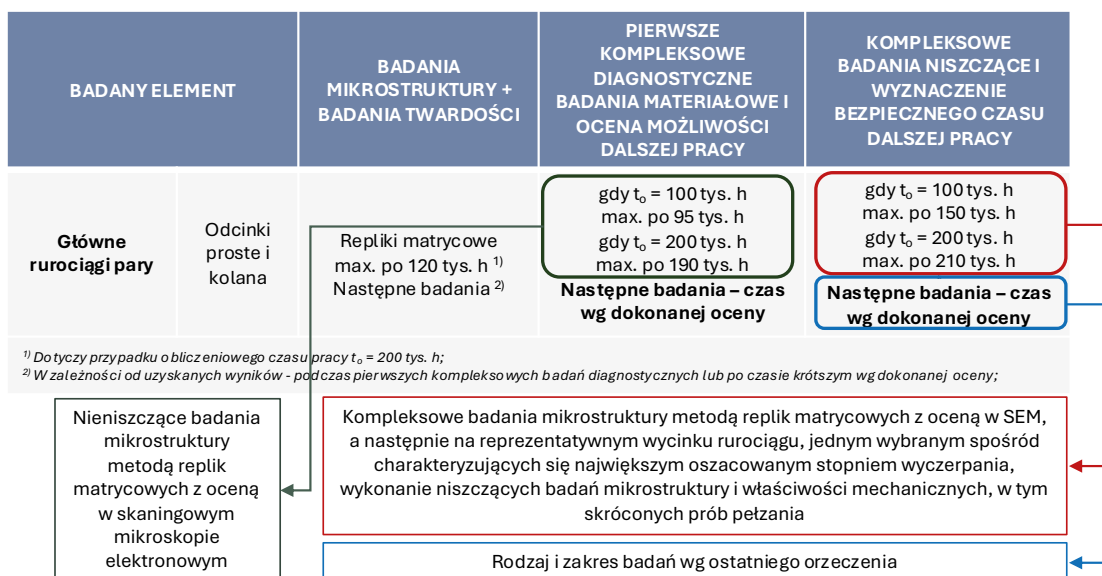 BADANY ELEMENT
BADANIA
MIKROSTRUKTURY +
BADANIA TWARDOŚCI
PIERWSZE
KOMPLEKSOWE
DIAGNOSTYCZNE
BADANIA MATERIAŁOWE I
OCENA MOŻLIWOŚCI
DALSZEJ PRACY
KOMPLEKSOWE
BADANIA NISZCZĄCE I
WYZNACZENIE
BEZPIECZNEGO CZASU
DALSZEJ PRACY
Główne
rurociągi pary
Odcinki
proste i
kolana
Repliki matrycowe
max. po 120 tys. h ¹⁾
Następne badania ²⁾
gdy tₒ = 100 tys. h
max. po 95 tys. h
gdy tₒ = 200 tys. h
max. po 190 tys. h
Następne badania – czas
wg dokonanej oceny
gdy tₒ = 100 tys. h
max. po 150 tys. h
gdy tₒ = 200 tys. h
max. po 210 tys. h
Następne badania – czas
wg dokonanej oceny
¹⁾ Dotyczy przypadku obliczeniowego czasu pracy tₒ = 200 tys. h;
²⁾ W zależności od uzyskanych wyników - podczas pierwszych kompleksowych badań diagnostycznych lub po czasie krótszym wg dokonanej oceny;
Nieniszczące badania
mikrostruktury
metodą replik
matrycowych z oceną
w skaningowym
mikroskopie
elektronowym
Kompleksowe badania mikrostruktury metodą replik matrycowych z oceną w SEM,
a następnie na reprezentatywnym wycinku rurociągu, jednym wybranym spośród
charakteryzujących się największym oszacowanym stopniem wyczerpania,
wykonanie niszczących badań mikrostruktury i właściwości mechanicznych, w tym
skróconych prób pełzania
Rodzaj i zakres badań wg ostatniego orzeczenia